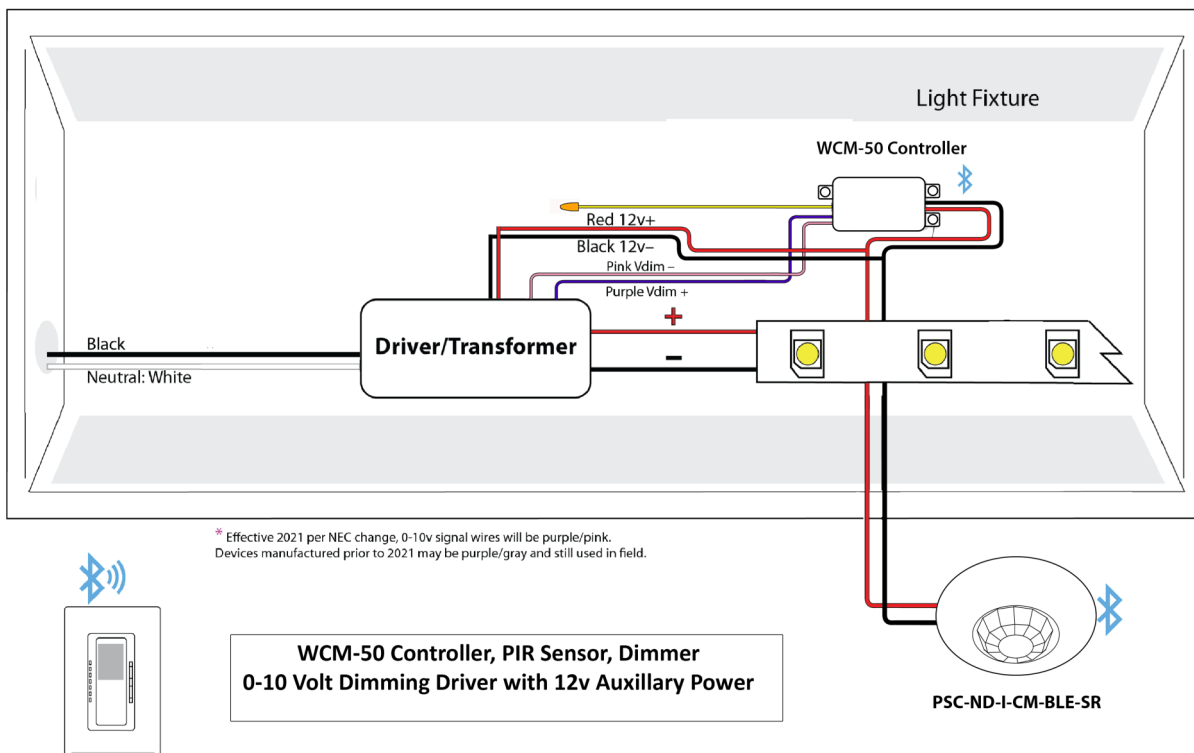 Light Fixture
WCM-50 Controller
Red 12v+
Black 12v–
Pink Vdim –
Purple Vdim +
+
–
Black
Neutral: White
Driver/Transformer
* Effective 2021 per NEC change, 0-10v signal wires will be purple/pink.
Devices manufactured prior to 2021 may be purple/gray and still used in field.
WCM-50 Controller, PIR Sensor, Dimmer
0-10 Volt Dimming Driver with 12v Auxillary Power
PSC-ND-I-CM-BLE-SR